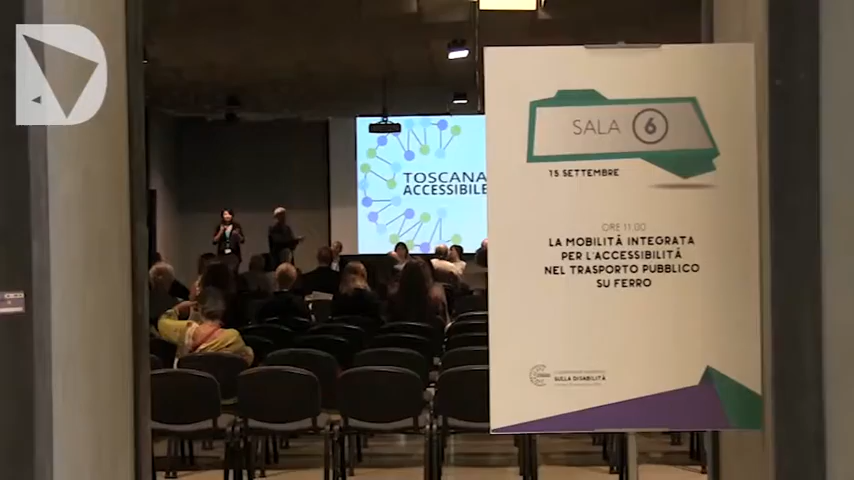 TOSCANA
ACCESSIBILE
SALA 6
15 SETTEMBRE
ORE 11.00
LA MOBILITÀ INTEGRATA
PER L'ACCESSIBILITÀ
NEL TRASPORTO PUBBLICO
SU FERRO
SULLA DISABILITÀ